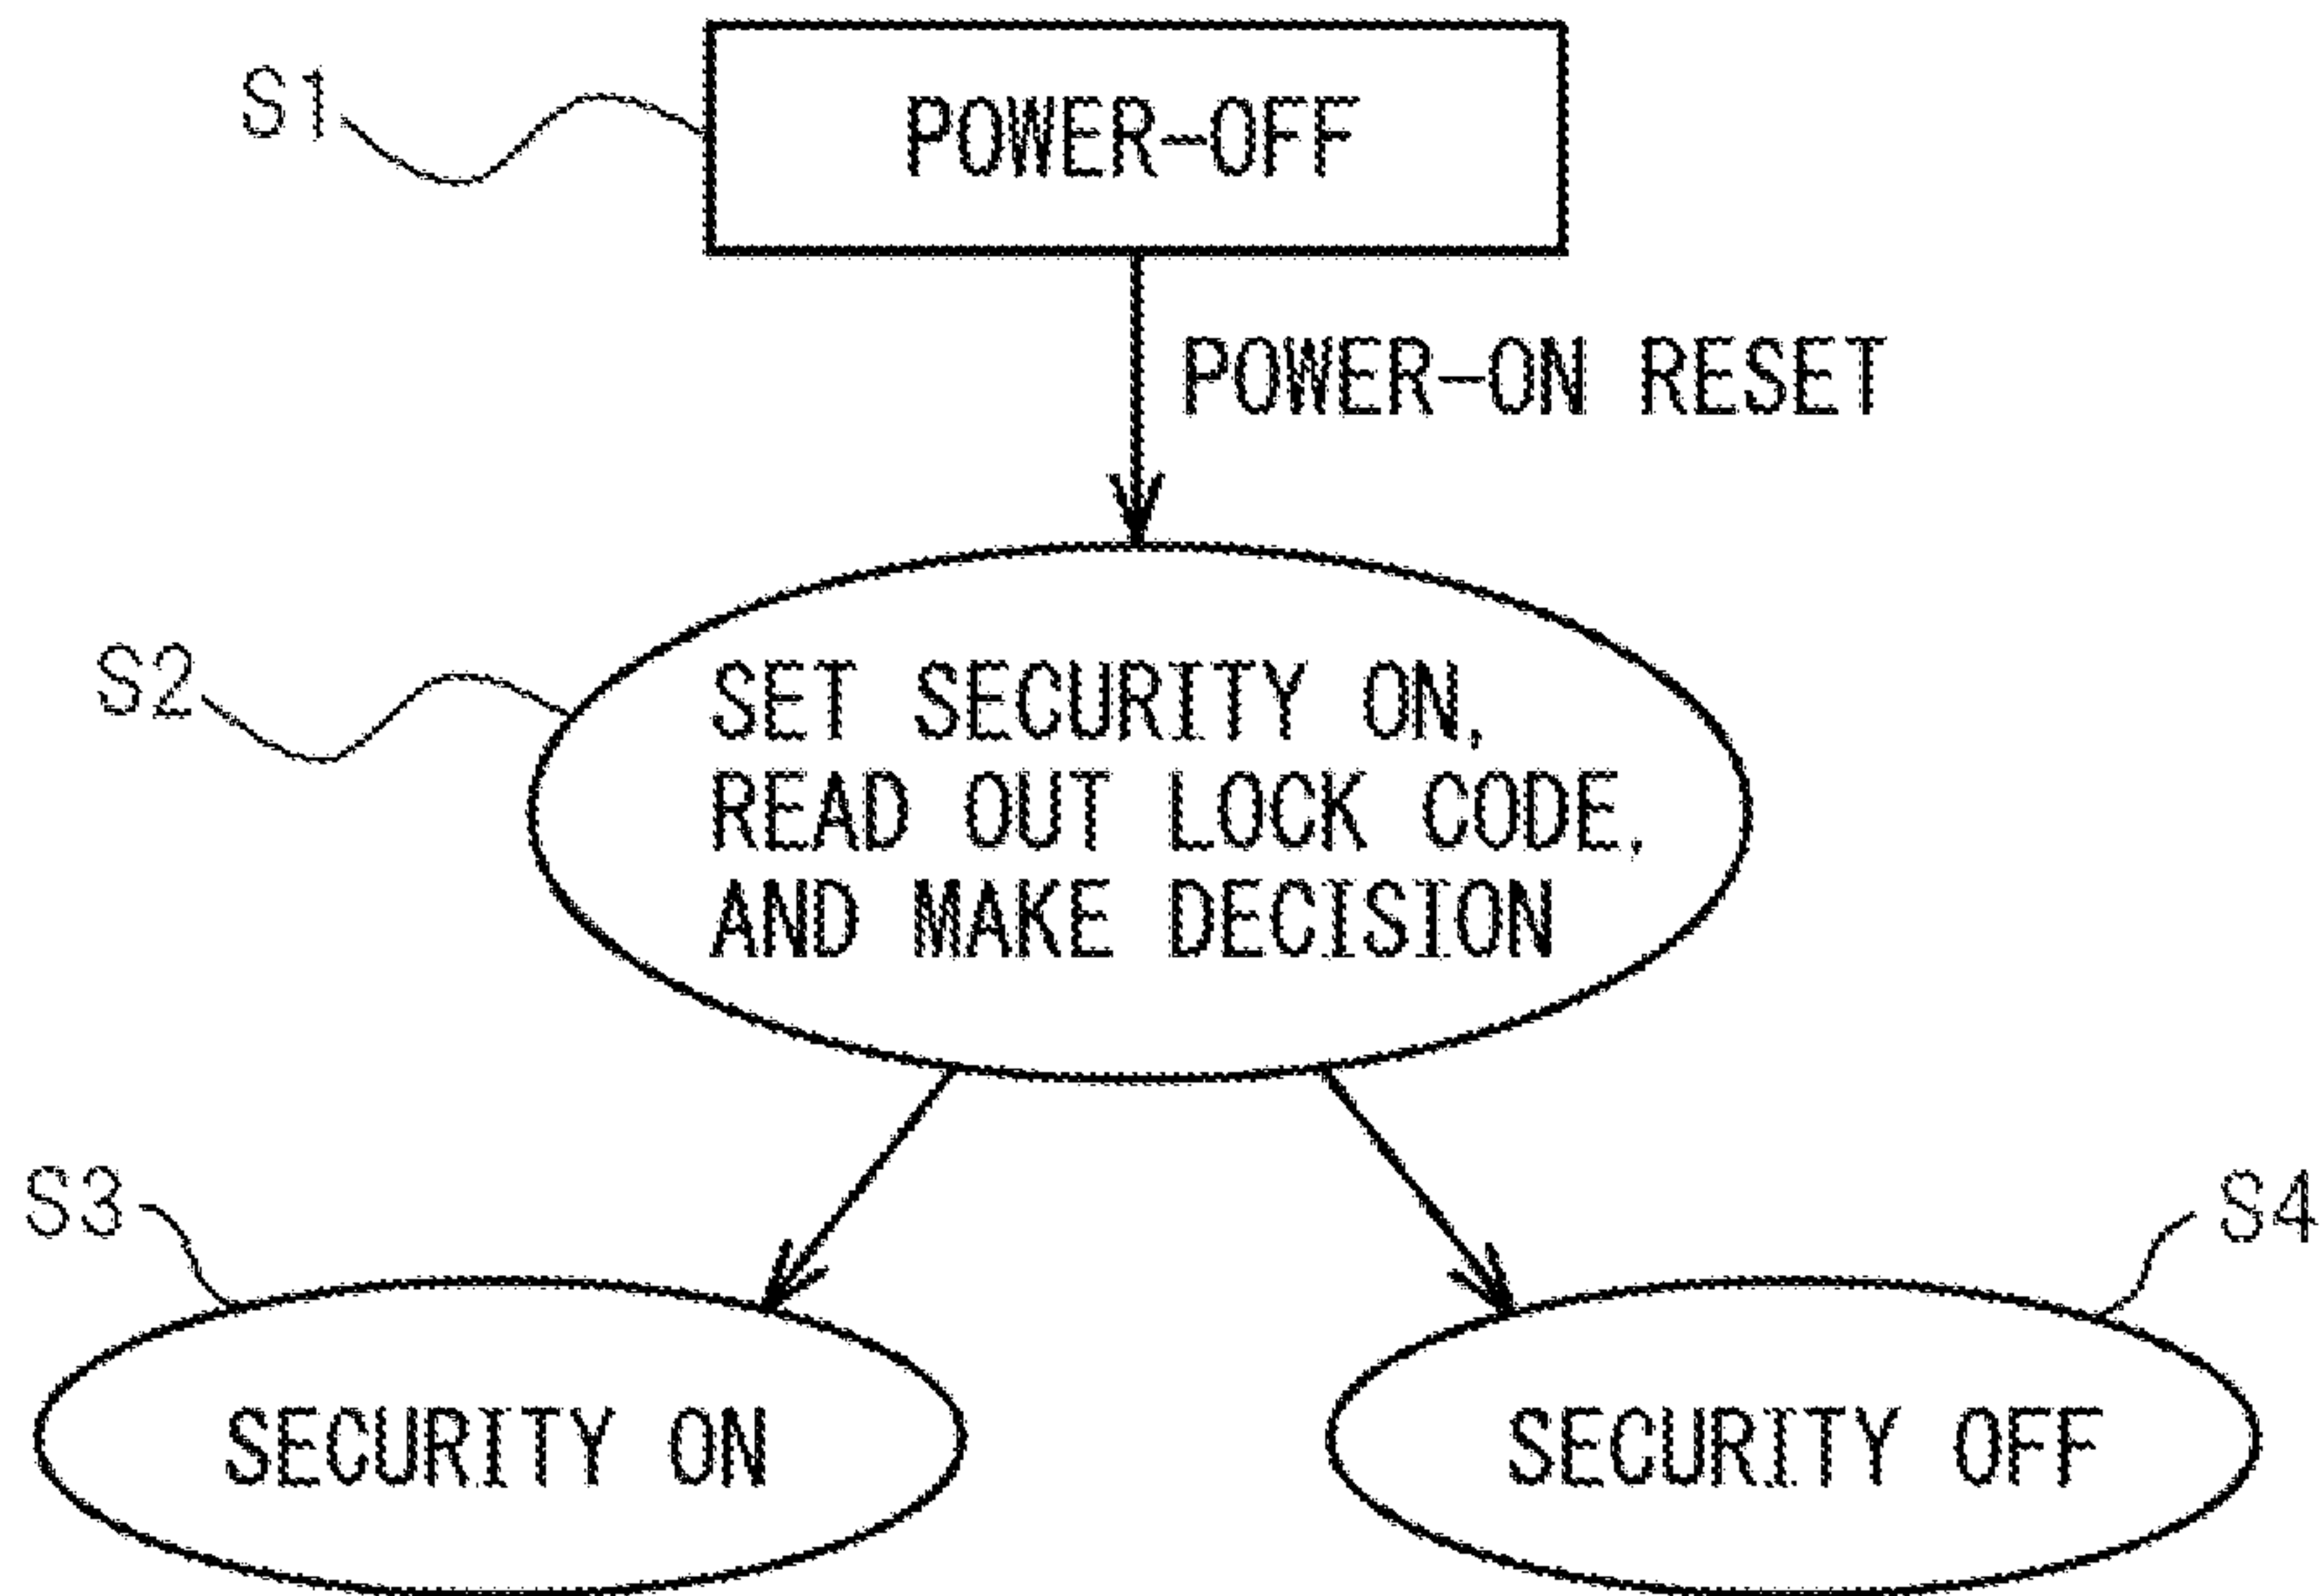 S1
POWER-OFF
POWER-ON RESET
S2
SET SECURITY ON,
READ OUT LOCK CODE,
AND MAKE DECISION
S3
S4
SECURITY ON
SECURITY OFF